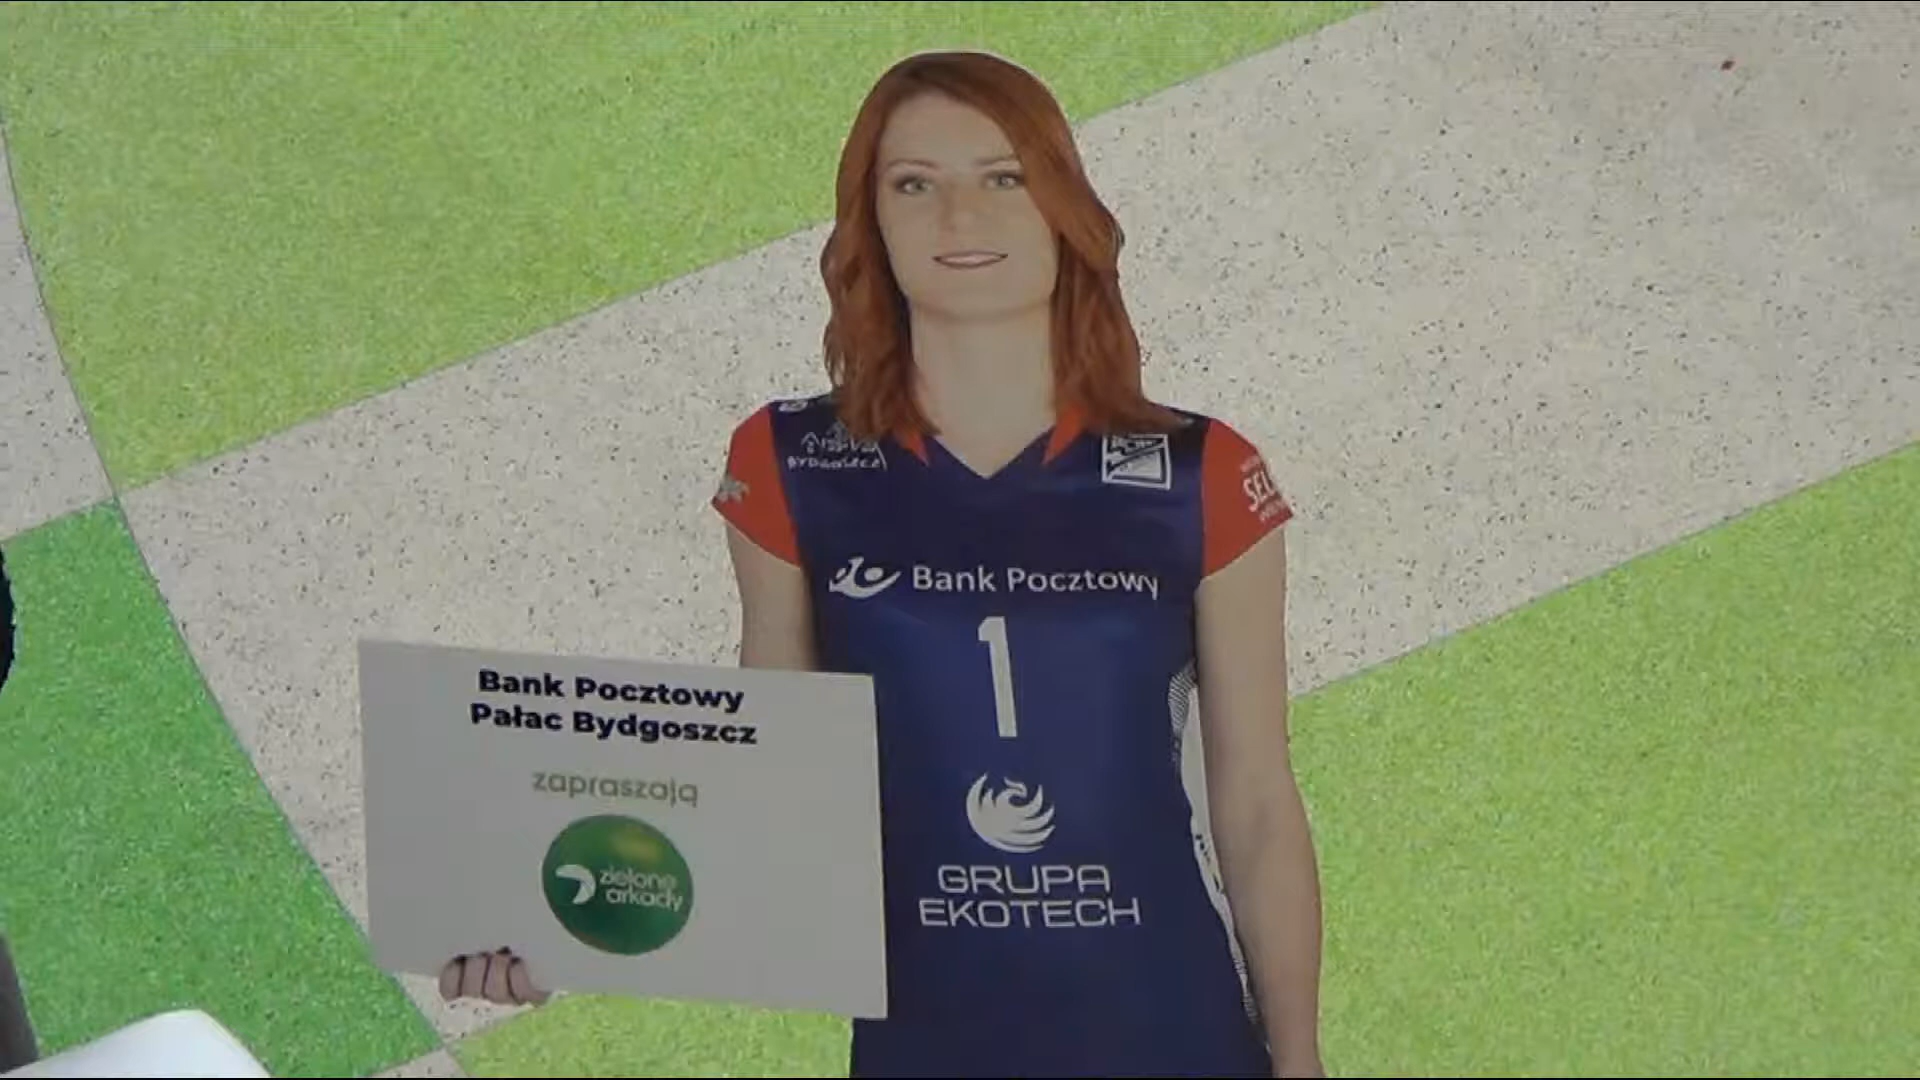 BYDGOSZCZ
Bank Pocztowy
1
GRUPA
EKOTECH
Bank Pocztowy
Pałac Bydgoszcz
zapraszają
zielone
arkady